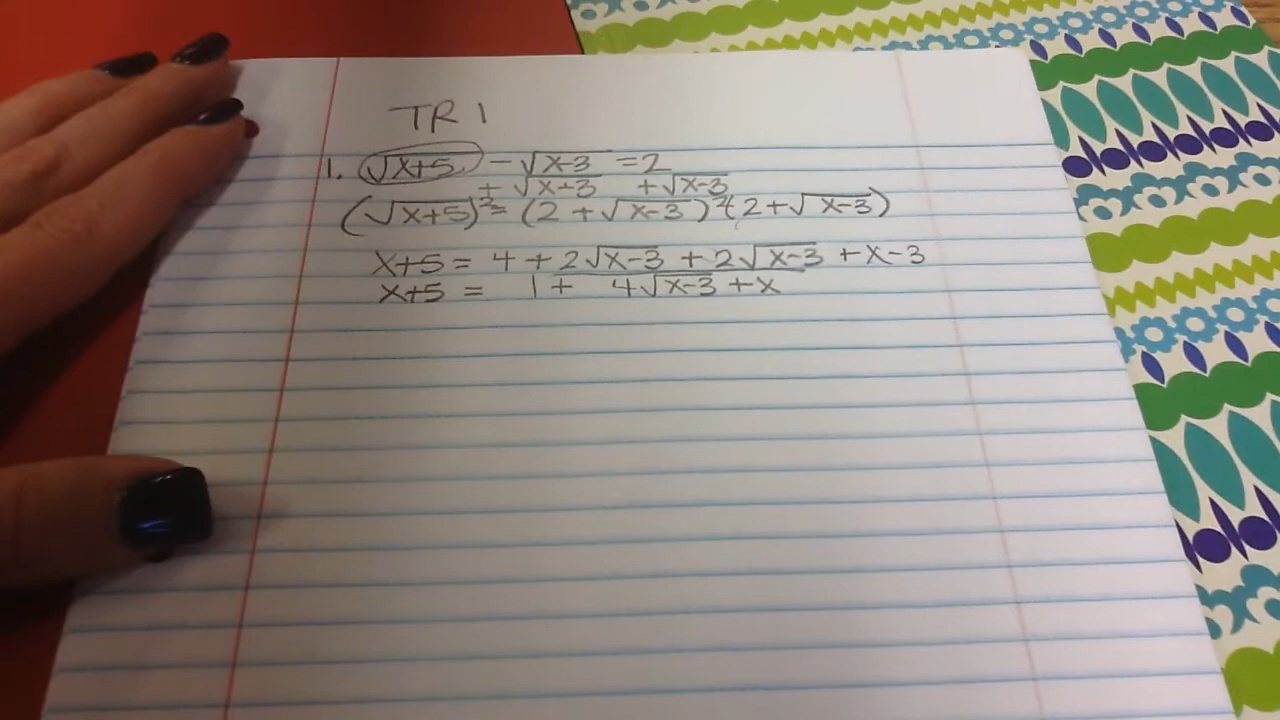 TR 1
1. √x+5 - √x-3 = 2
+ √x-3 + √x-3
(√x+5)²= (2 + √x-3)²(2+√x-3)
x+5 = 4 + 2√x-3 + 2√x-3 + x-3
x+5 = 1 + 4√x-3 + x